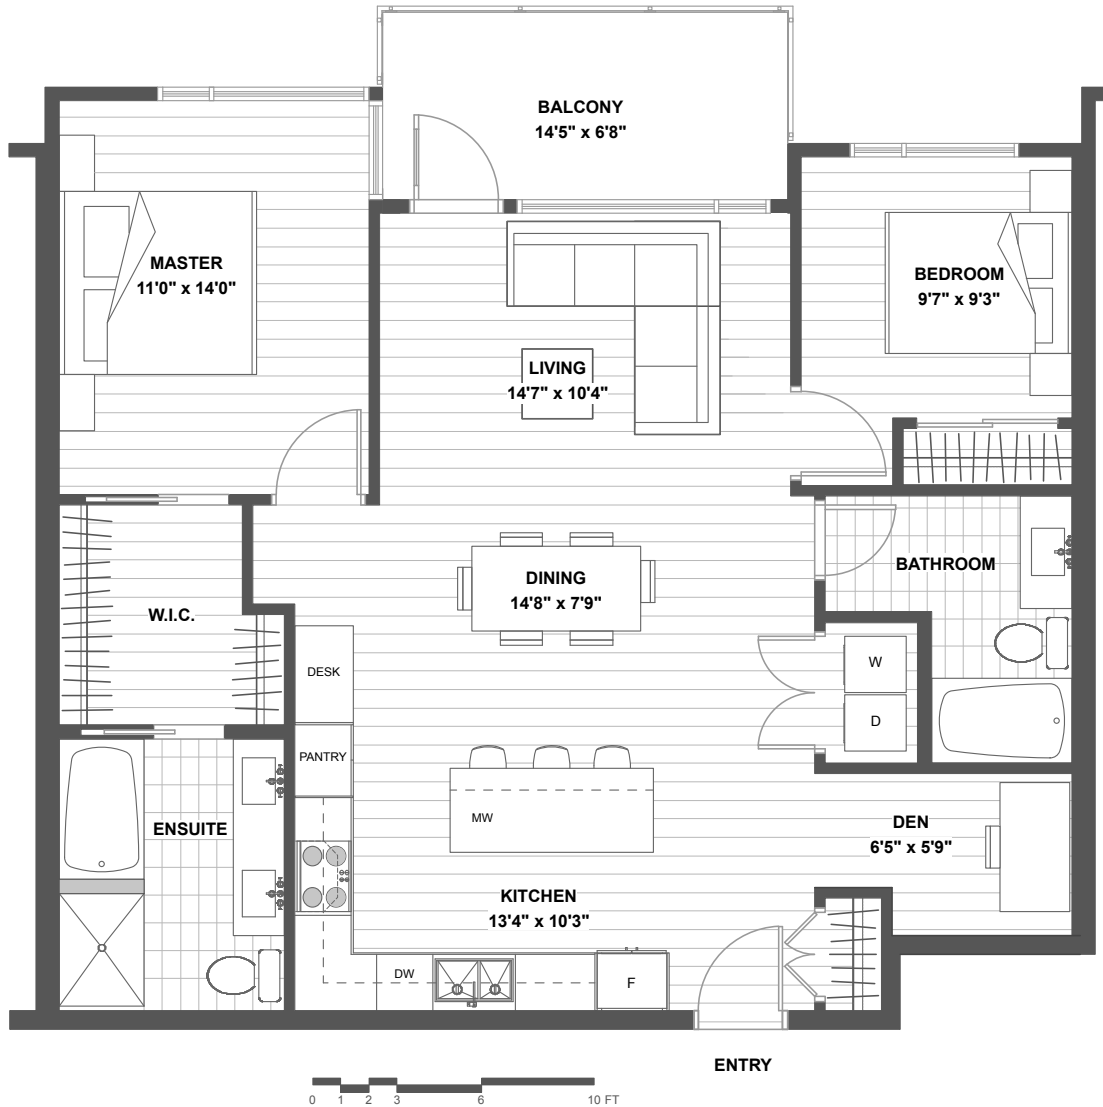 BALCONY
14'5" x 6'8"
MASTER
11'0" x 14'0"
BEDROOM
9'7" x 9'3"
LIVING
14'7" x 10'4"
BATHROOM
DINING
14'8" x 7'9"
W.I.C.
DESK
W
D
PANTRY
MW
ENSUITE
DEN
6'5" x 5'9"
KITCHEN
13'4" x 10'3"
DW
F
ENTRY
0 1 2 3 6 10 FT